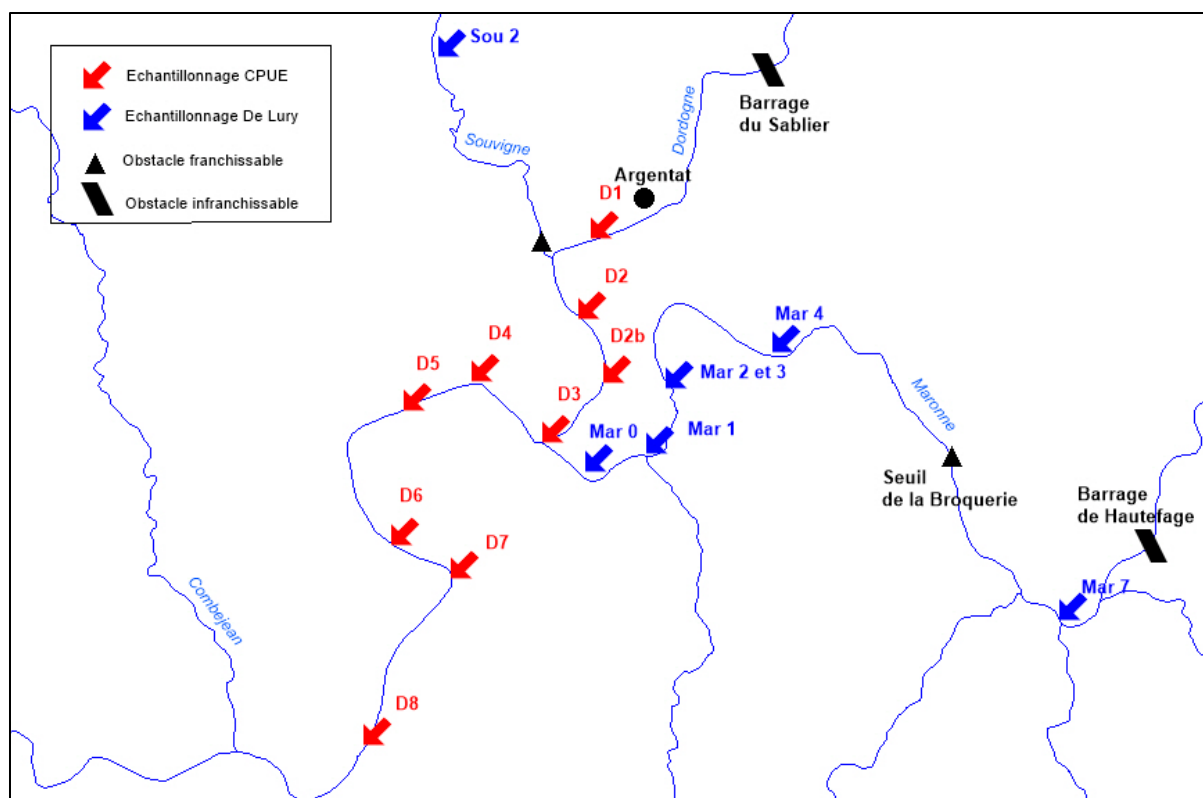 Echantillonnage CPUE
Echantillonnage De Lury
Obstacle franchissable
Obstacle infranchissable
Sou 2
Barrage
du Sablier
Souvigne
Dordogne
Argentat
D1
D2
D2b
D3
D4
D5
D6
D7
D8
Mar 0
Mar 1
Mar 2 et 3
Mar 4
Maronne
Seuil
de la Broquerie
Barrage
de Hautefage
Mar 7
Combejean